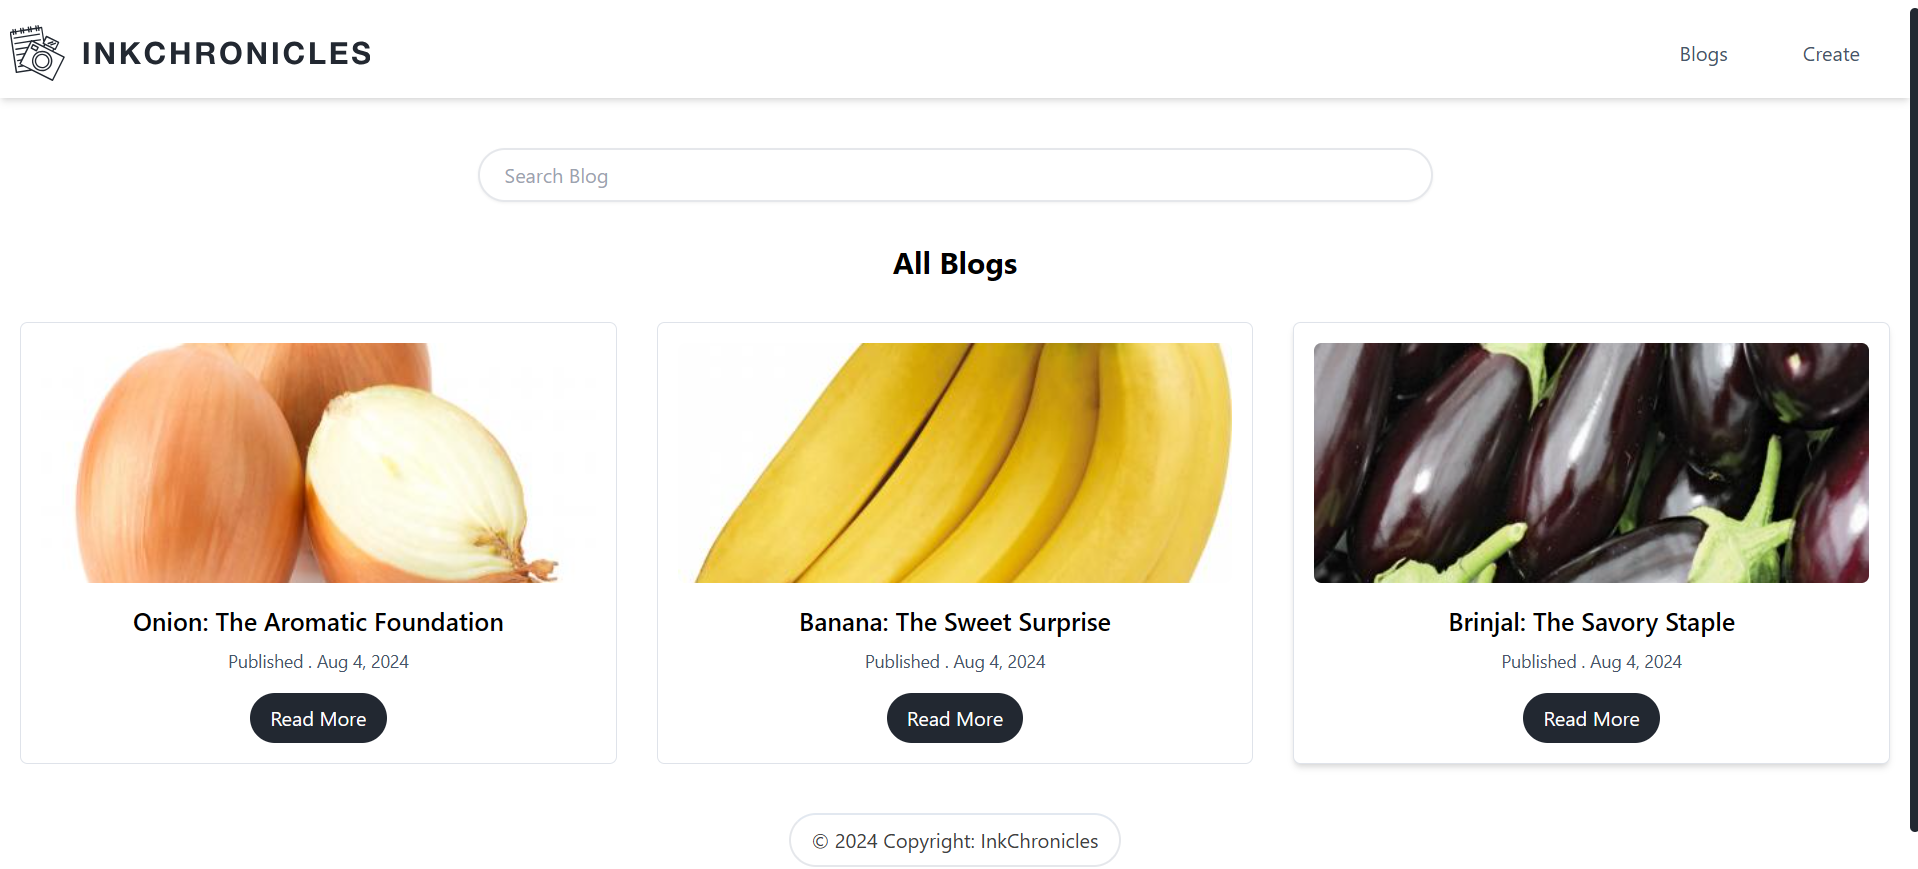 INKCHRONICLES
Blogs
Create
Search Blog
All Blogs
Onion: The Aromatic Foundation
Published . Aug 4, 2024
Read More
Banana: The Sweet Surprise
Published . Aug 4, 2024
Read More
Brinjal: The Savory Staple
Published . Aug 4, 2024
Read More
© 2024 Copyright: InkChronicles